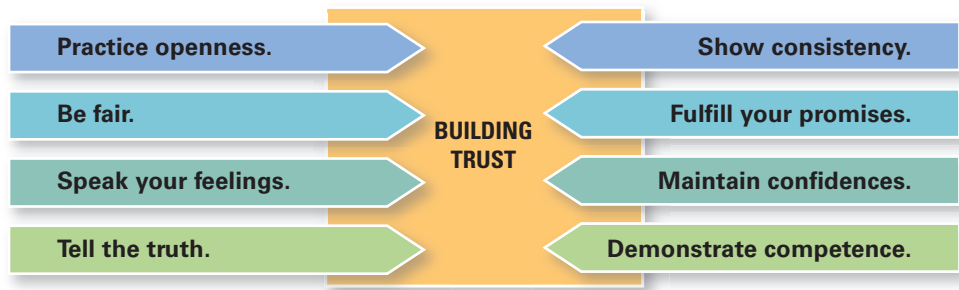 Practice openness.
Be fair.
Speak your feelings.
Tell the truth.
BUILDING
TRUST
Show consistency.
Fulfill your promises.
Maintain confidences.
Demonstrate competence.